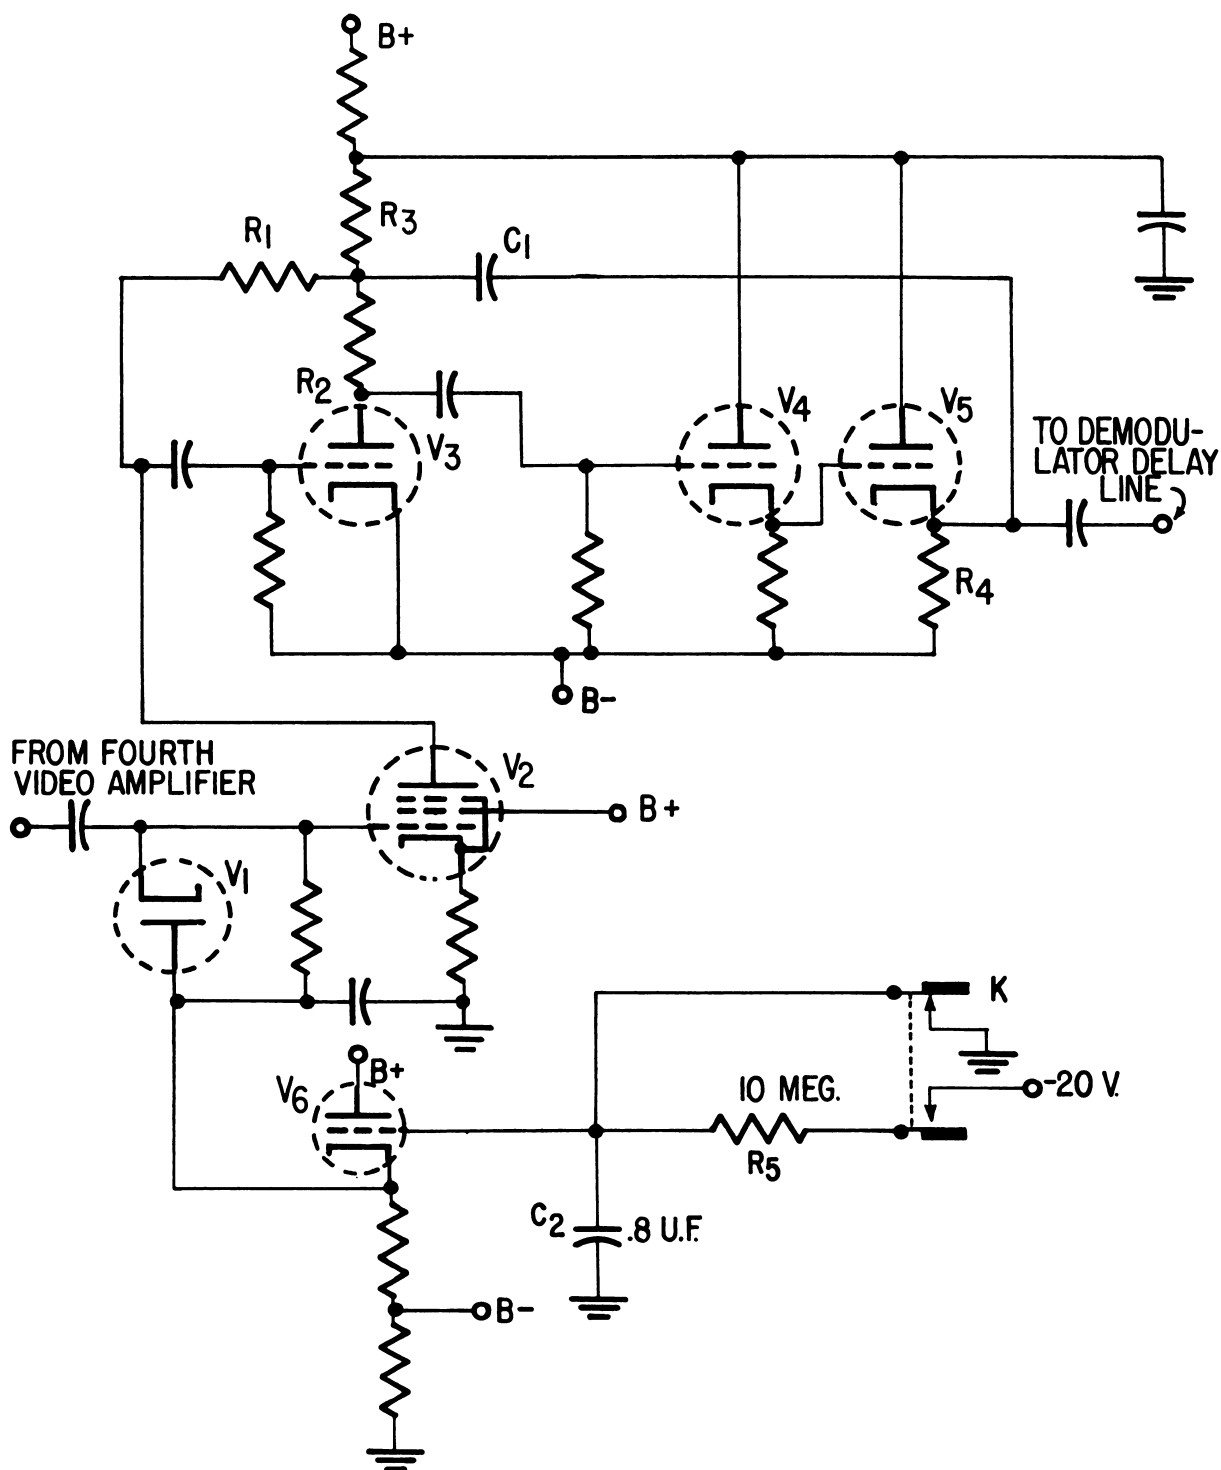 B+
R3
R1
C1
R2
V3
V4
V5
TO DEMODU-
LATOR DELAY
LINE
R4
B-
FROM FOURTH
VIDEO AMPLIFIER
V2
B+
V1
K
B+
V6
10 MEG.
-20 V.
R5
C2 .8 U.F.
B-